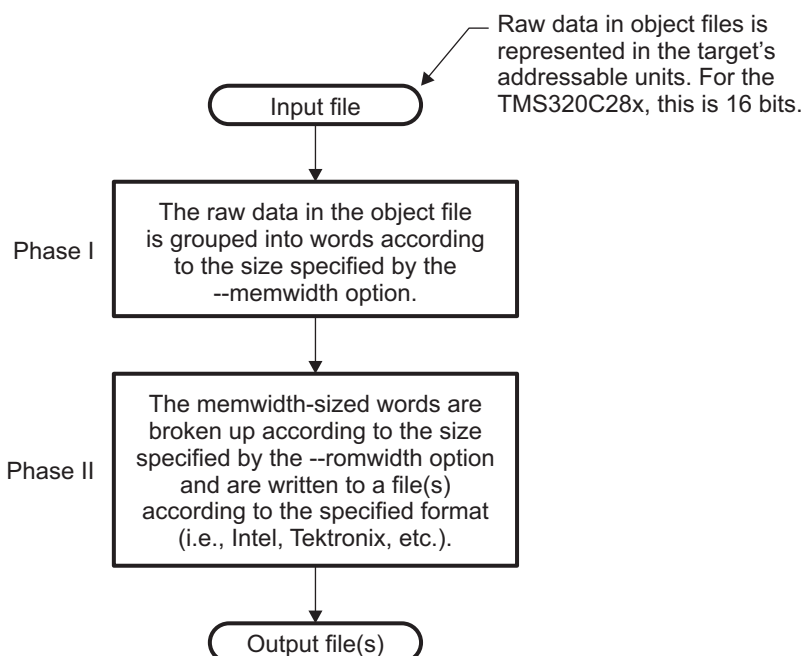 Raw data in object files is
represented in the target's
addressable units. For the
TMS320C28x, this is 16 bits.
Input file
Phase I
The raw data in the object file
is grouped into words according
to the size specified by the
--memwidth option.
Phase II
The memwidth-sized words are
broken up according to the size
specified by the --romwidth option
and are written to a file(s)
according to the specified format
(i.e., Intel, Tektronix, etc.).
Output file(s)